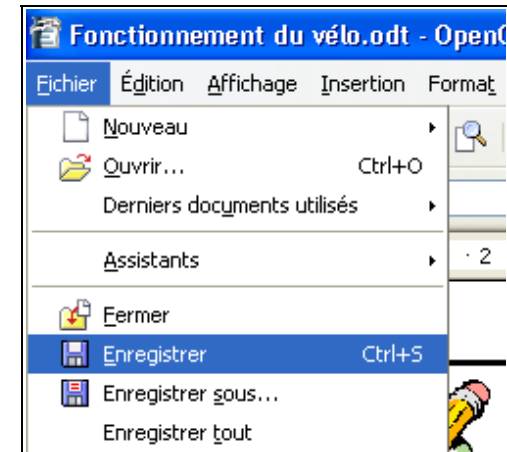 Fonctionnement du vélo.odt - Open
Fichier Édition Affichage Insertion Format
Nouveau
Ouvrir... Ctrl+O
Derniers documents utilisés
Assistants
· 2
Fermer
Enregistrer Ctrl+S
Enregistrer sous...
Enregistrer tout